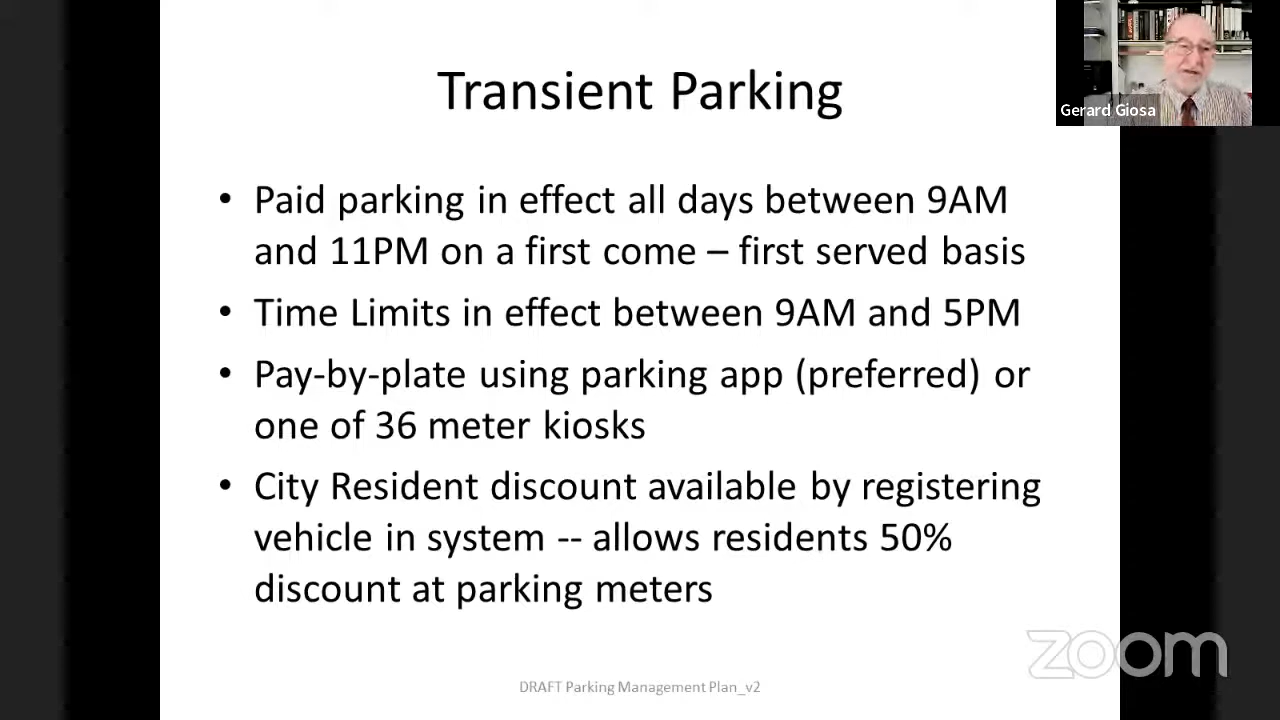 Transient Parking
Gerard Giosa
• Paid parking in effect all days between 9AM
and 11PM on a first come – first served basis
• Time Limits in effect between 9AM and 5PM
• Pay-by-plate using parking app (preferred) or
one of 36 meter kiosks
• City Resident discount available by registering
vehicle in system -- allows residents 50%
discount at parking meters
zoom
DRAFT Parking Management Plan_v2